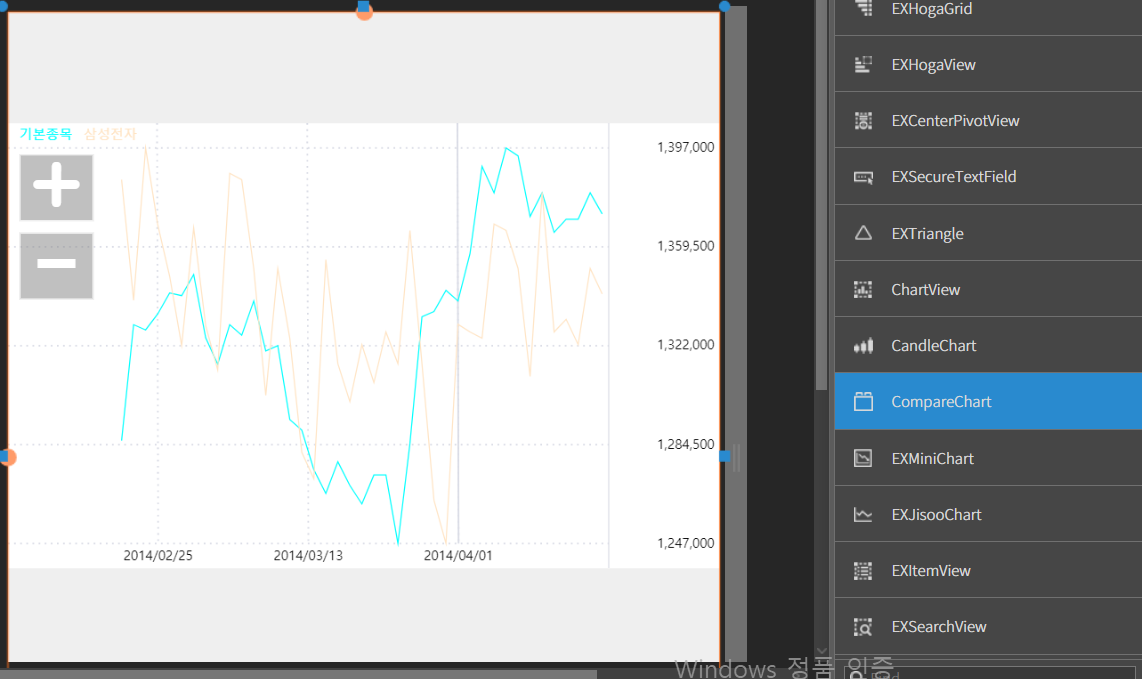 기본종목 삼성전자
1,397,000
1,359,500
1,322,000
1,284,500
1,247,000
2014/02/25 2014/03/13 2014/04/01
EXHogaGrid
EXHogaView
EXCenterPivotView
EXSecureTextField
EXTriangle
ChartView
CandleChart
CompareChart
EXMiniChart
EXJisooChart
EXItemView
EXSearchView
Windows 정품 인증
Find